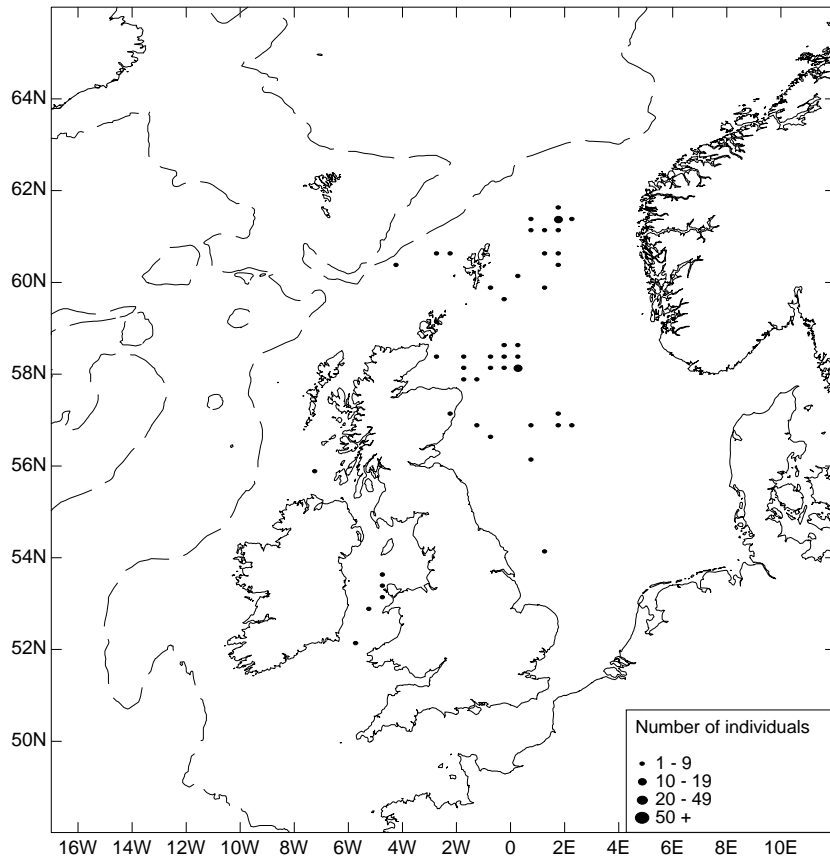 64N
62N
60N
58N
56N
54N
52N
50N
Number of individuals
1 - 9
10 - 19
20 - 49
50 +
16W 14W 12W 10W 8W 6W 4W 2W 0 2E 4E 6E 8E 10E